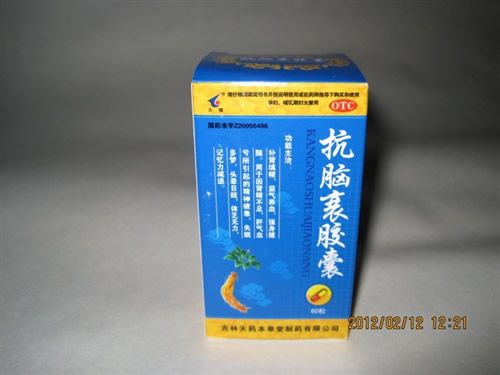 天强
请仔细阅读说明书并按说明使用或在药师指导下购买和使用
孕妇、哺乳期妇女禁用
OTC
国药准字Z20055496
抗脑衰胶囊
KANGNAOSHUAIJIAONANG
功能主治:
补肾填精,益气养血,强身健
脑。用于因肾精不足,肝气血
亏所引起的精神疲惫,失眠
多梦,头晕目眩,体乏无力,
记忆力减退。
60粒
吉林天药本草堂制药有限公司
2012/02/12 12:21